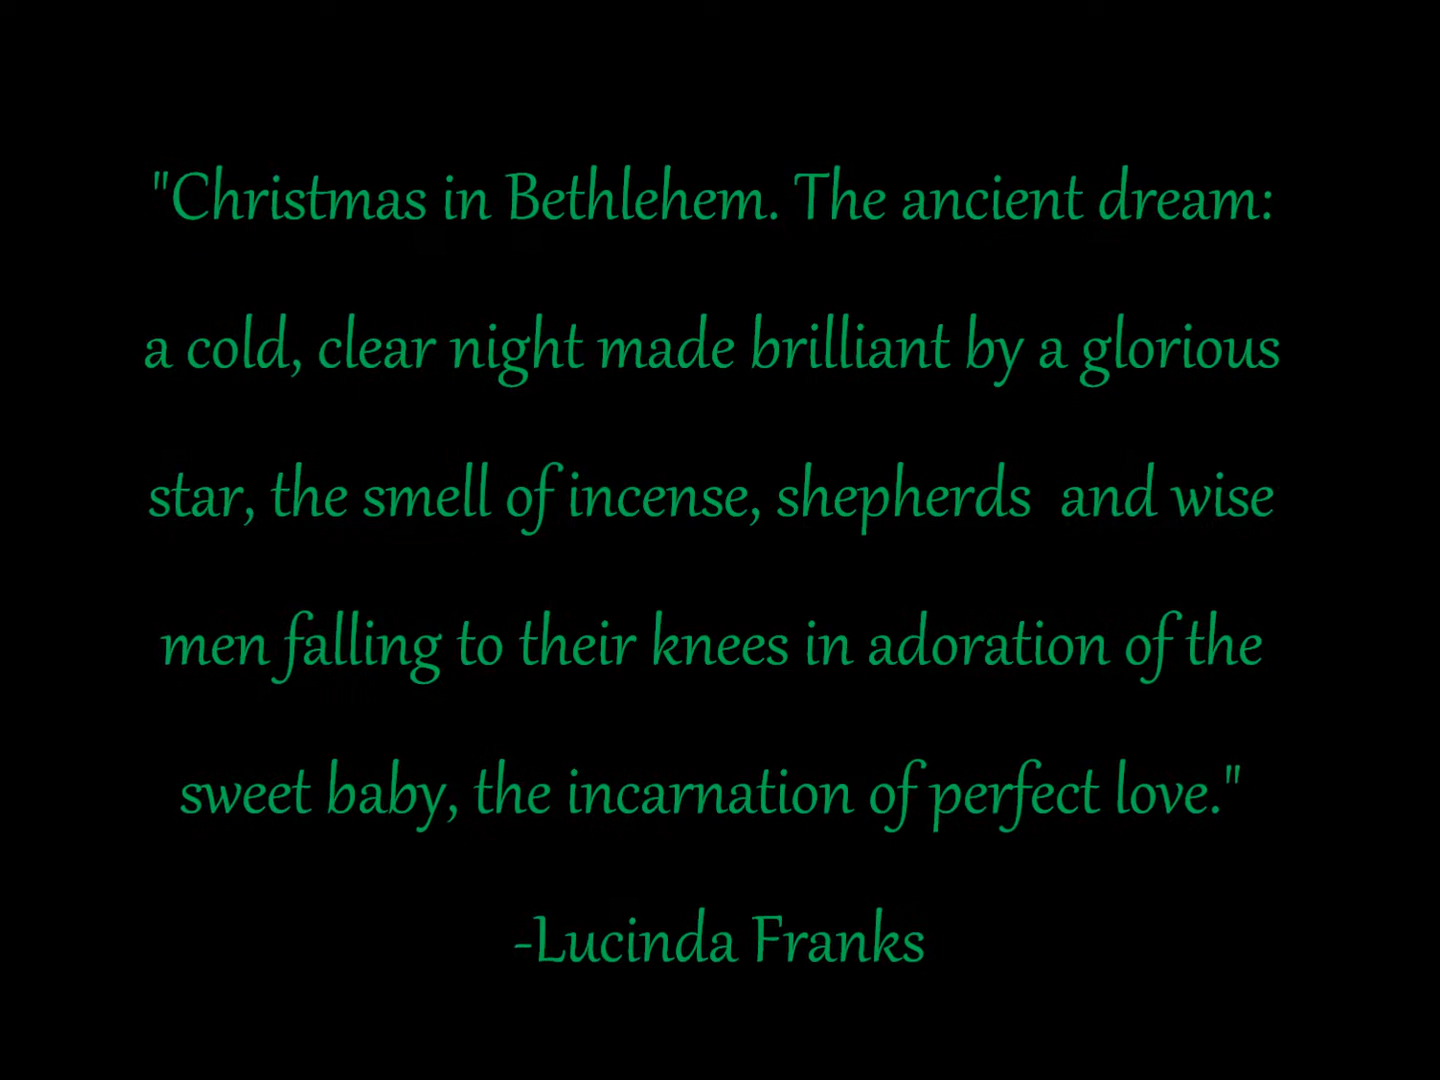 "Christmas in Bethlehem. The ancient dream:
a cold, clear night made brilliant by a glorious
star, the smell of incense, shepherds  and wise
men falling to their knees in adoration of the
sweet baby, the incarnation of perfect love."
-Lucinda Franks